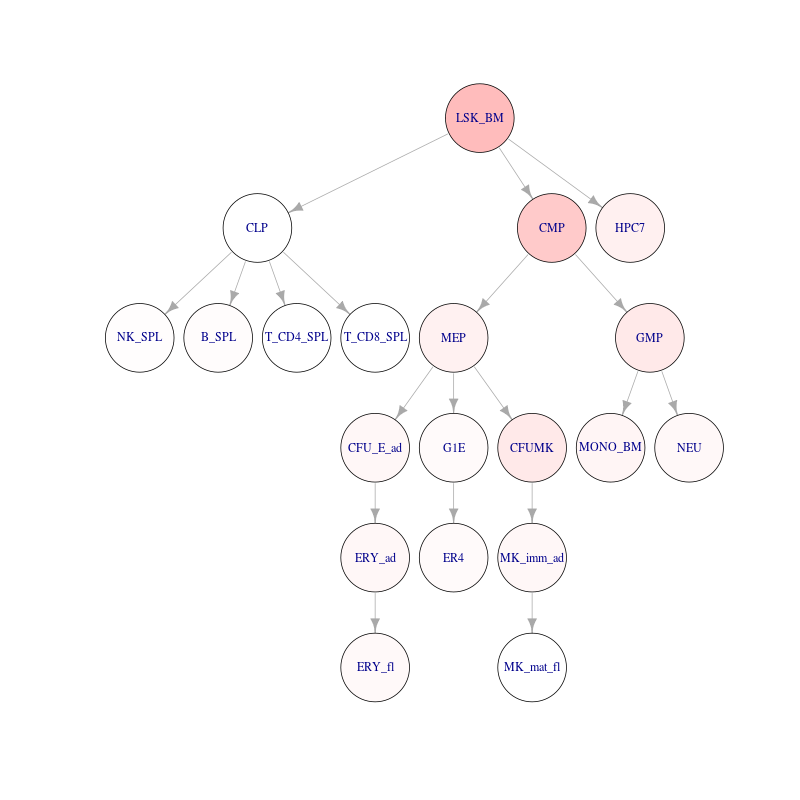 LSK_BM
CLP
CMP
HPC7
NK_SPL
B_SPL
T_CD4_SPL
T_CD8_SPL
MEP
GMP
CFU_E_ad
G1E
CFUMK
MONO_BM
NEU
ERY_ad
ER4
MK_imm_ad
ERY_fl
MK_mat_fl